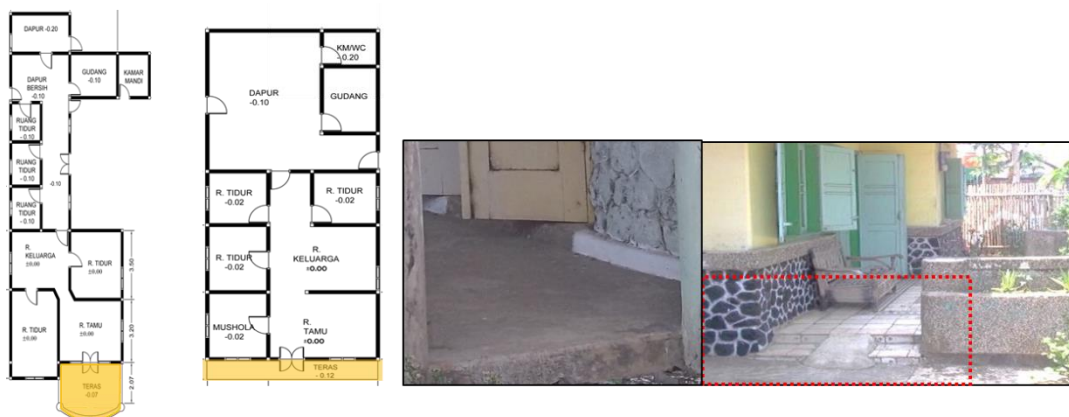 DAPUR -0.20
DAPUR
BERSIH
-0.10
GUDANG
-0.10
KAMAR
MANDI
RUANG
TIDUR
-0.10
RUANG
TIDUR
-0.10
-0.10
RUANG
TIDUR
-0.10
R.
KELUARGA
±0.00
R. TIDUR
±0.00
3.50
R. TIDUR
±0.00
R. TAMU
±0.00
3.20
TERAS
-0.07
2.07
KM/WC
-0.20
DAPUR
-0.10
GUDANG
R. TIDUR
-0.02
R. TIDUR
-0.02
R. TIDUR
-0.02
R.
KELUARGA
±0.00
MUSHOLA
-0.02
R.
TAMU
±0.00
TERAS
-0.12